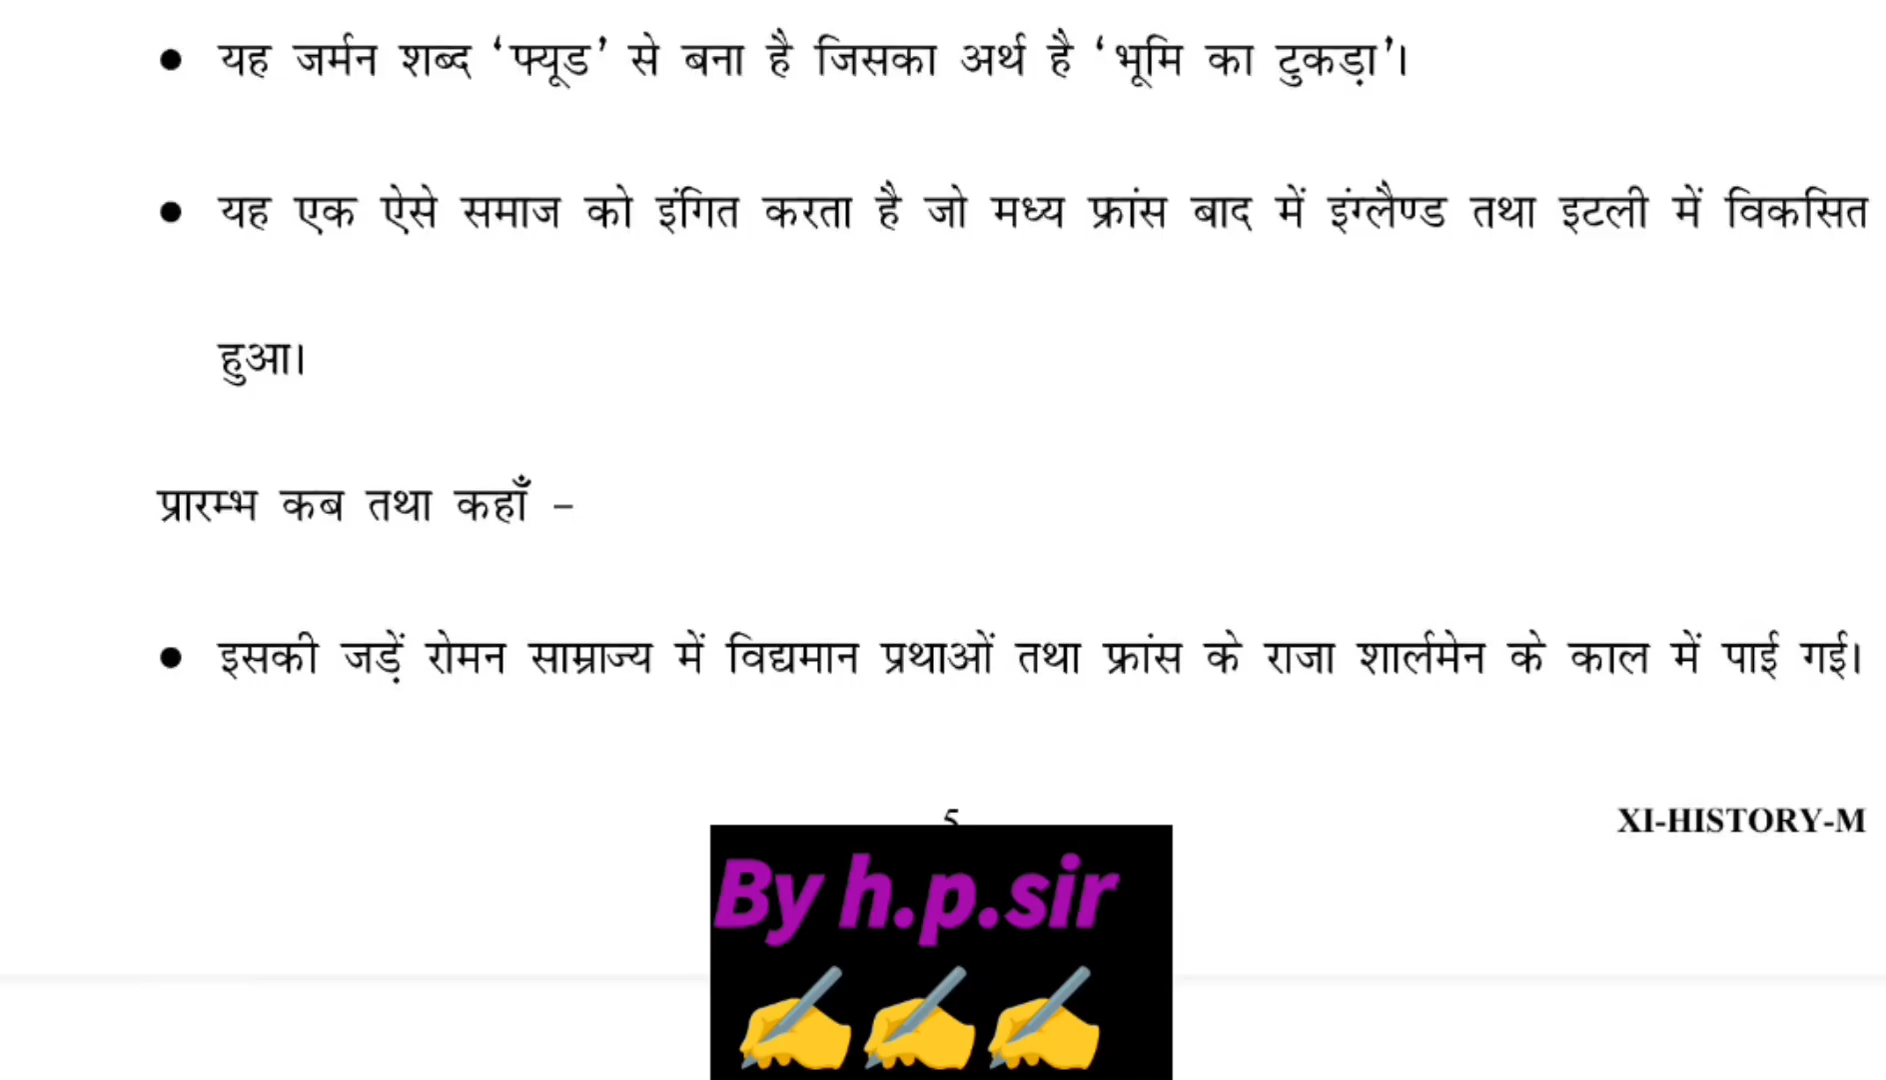 ● यह जर्मन शब्द ‘फ्यूड’ से बना है जिसका अर्थ है ‘भूमि का टुकड़ा’।
● यह एक ऐसे समाज को इंगित करता है जो मध्य फ्रांस बाद में इंग्लैण्ड तथा इटली में विकसित
हुआ।
प्रारम्भ कब तथा कहाँ –
● इसकी जड़ें रोमन साम्राज्य में विद्यमान प्रथाओं तथा फ्रांस के राजा शार्लमेन के काल में पाई गई।
5
XI-HISTORY-M
By h.p.sir
✍✍✍